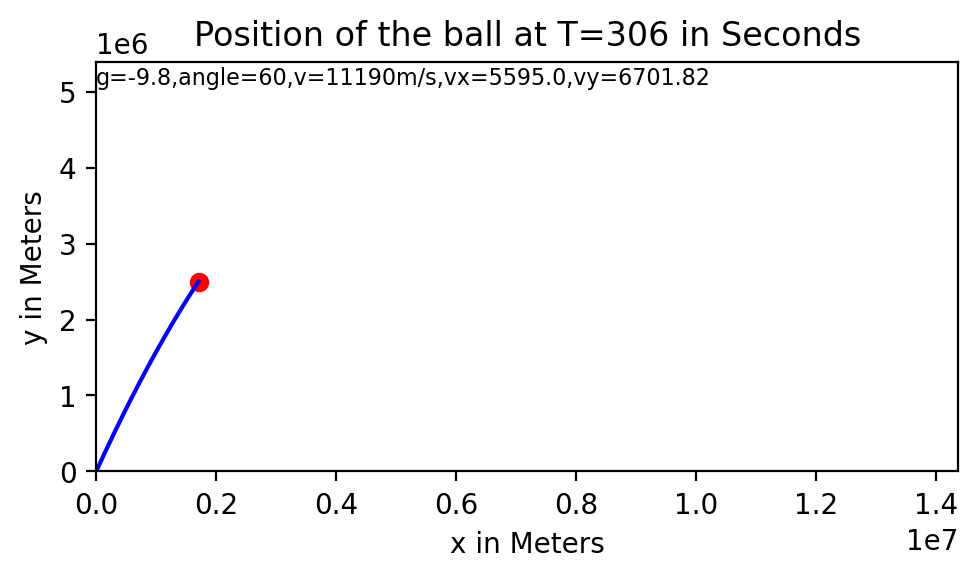 Position of the ball at T=306 in Seconds
1e6
g=-9.8,angle=60,v=11190m/s,vx=5595.0,vy=6701.82
5
4
3
2
1
0
y in Meters
0.0 0.2 0.4 0.6 0.8 1.0 1.2 1.4
x in Meters
1e7